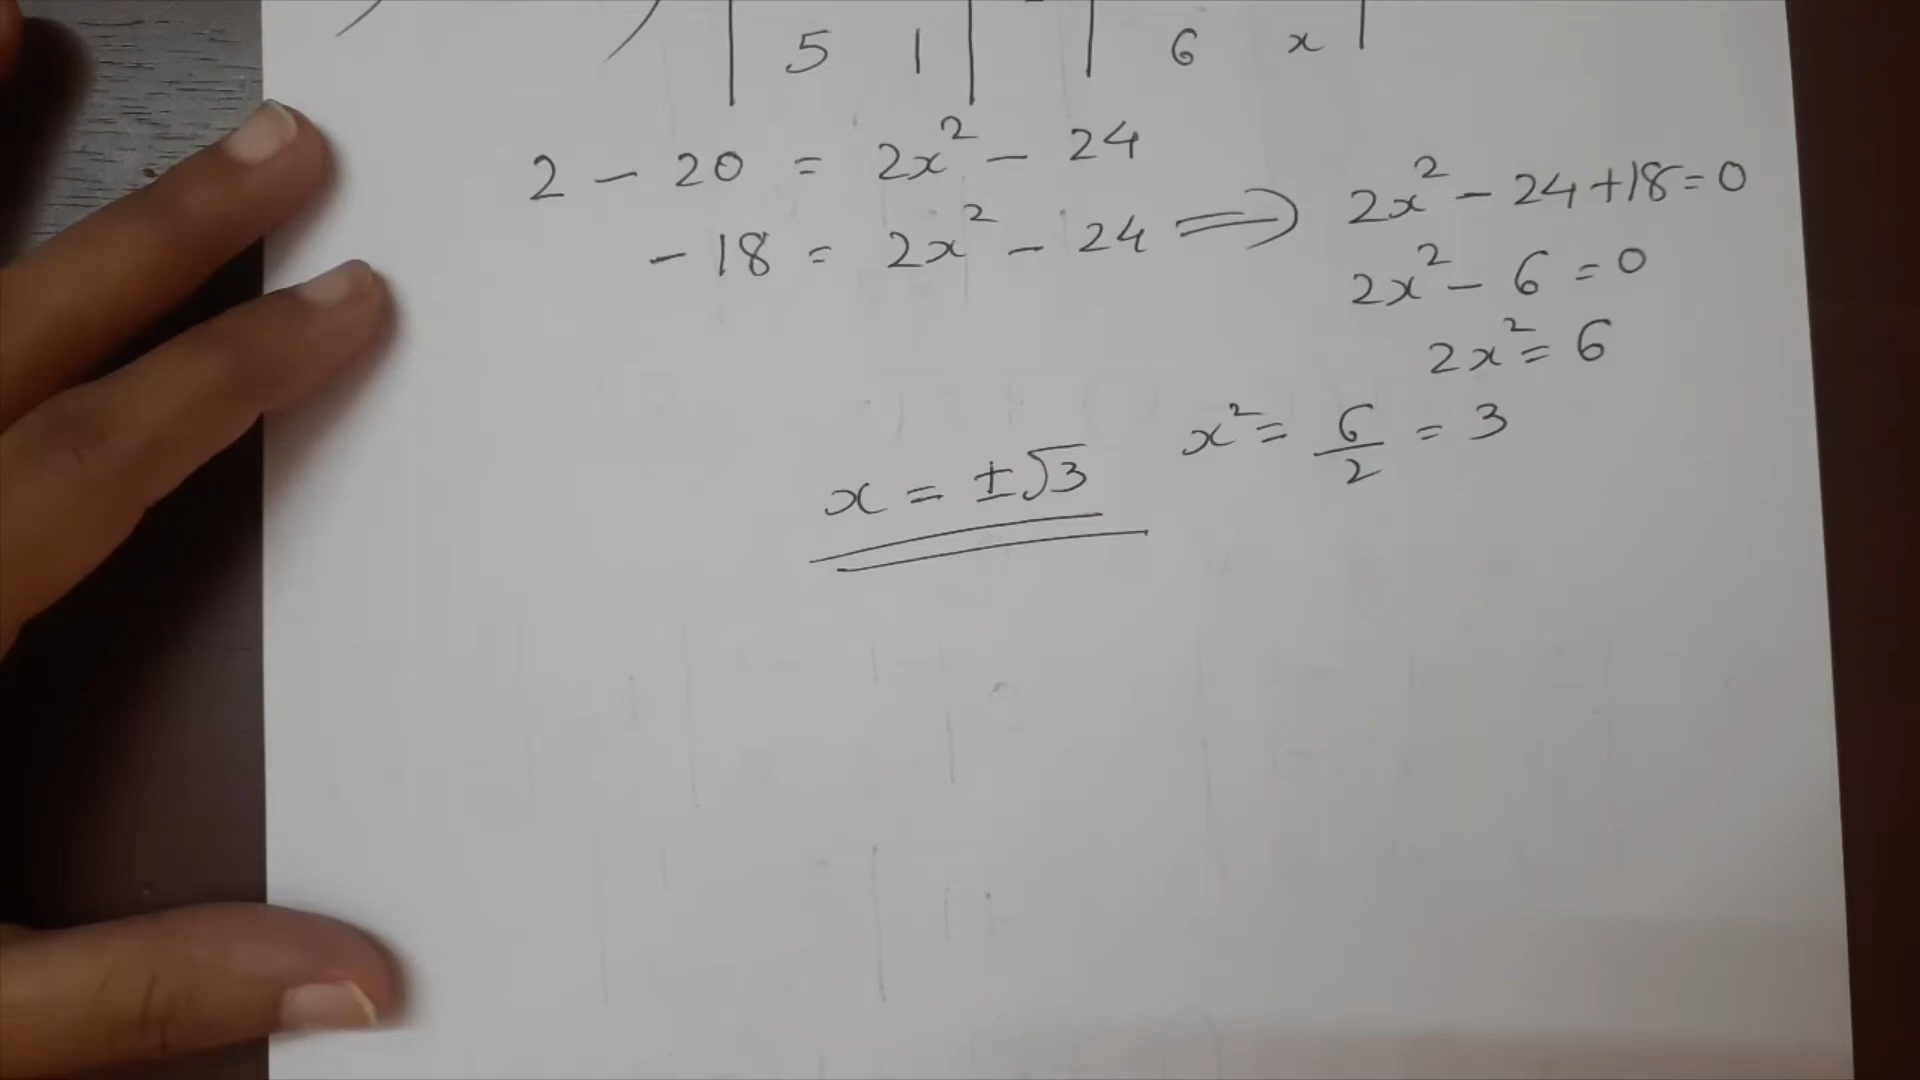 | 5 1 | | 6 x |
2 - 20 = 2x² - 24
- 18 = 2x² - 24 ⟹ 2x² - 24 + 18 = 0
2x² - 6 = 0
2x² = 6
x² = 6/2 = 3
x = ±√3